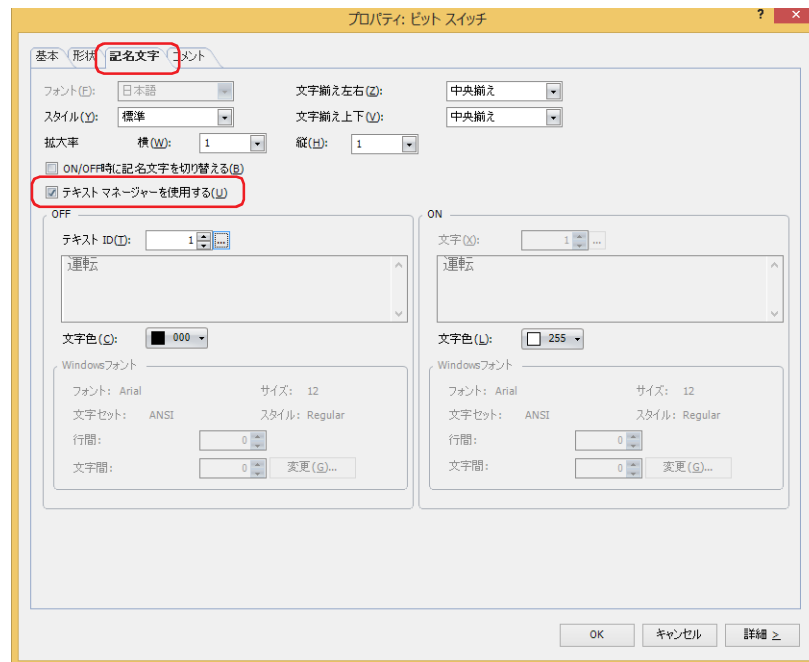 プロパティ: ビット スイッチ
? ×
基本 形状 記名文字 コメント
フォント(F): 日本語 文字揃え左右(Z): 中央揃え
スタイル(Y): 標準 文字揃え上下(V): 中央揃え
拡大率 横(W): 1 縦(H): 1
ON/OFF時に記名文字を切り替える(B)
テキスト マネージャーを使用する(U)
OFF
テキスト ID(T): 1 ...
運転
文字色(C): 000
Windowsフォント
フォント: Arial サイズ: 12
文字セット: ANSI スタイル: Regular
行間: 0
文字間: 0 変更(G)...
ON
文字(X): 1 ...
運転
文字色(L): 255
Windowsフォント
フォント: Arial サイズ: 12
文字セット: ANSI スタイル: Regular
行間: 0
文字間: 0 変更(G)...
OK キャンセル 詳細 >